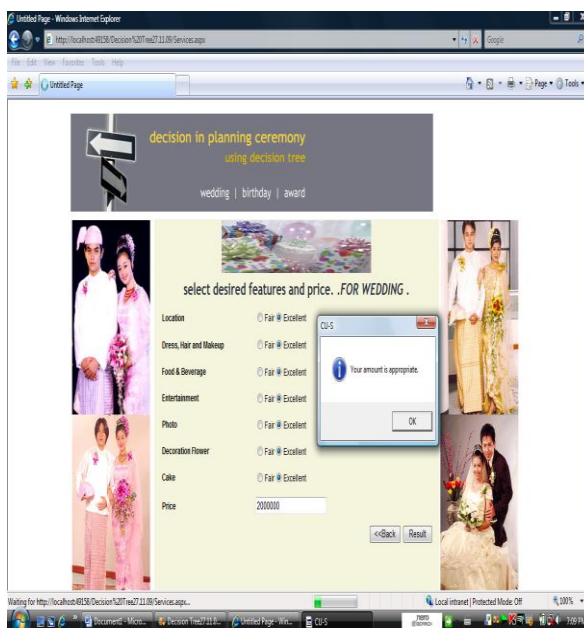 Untitled Page - Windows Internet Explorer
http://localhost:49158/Decision%20Tree27.11.09/Services.aspx
Google
File Edit View Favorites Tools Help
Untitled Page
Page Tools
decision in planning ceremony
using decision tree
wedding | birthday | award
select desired features and price. .FOR WEDDING .
Location Fair Excellent
Dress, Hair and Makeup Fair Excellent
Food & Beverage Fair Excellent
Entertainment Fair Excellent
Photo Fair Excellent
Decoration Flower Fair Excellent
Cake Fair Excellent
Price 2000000
<<Back Result
CU-S
Your amount is appropriate.
OK
Waiting for http://localhost:49158/Decision%20Tree27.11.09/Services.aspx...
Local intranet | Protected Mode: Off
100%
Document1 - Micro...
Decision Tree27.11.0...
Untitled Page - Win...
CU-S
nero